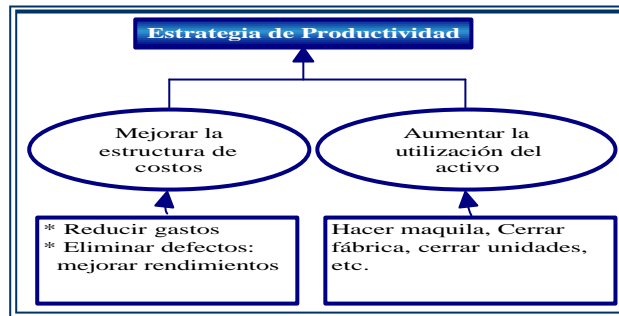 Estrategia de Productividad
Mejorar la
estructura de
costos
Aumentar la
utilización del
activo
* Reducir gastos
* Eliminar defectos:
mejorar rendimientos
Hacer maquila, Cerrar
fábrica, cerrar unidades,
etc.